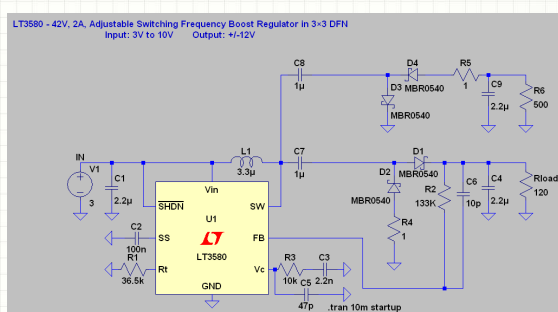 LT3580 - 42V, 2A, Adjustable Switching Frequency Boost Regulator in 3×3 DFN
Input: 3V to 10V Output: +/-12V
C8
1µ
D4
MBR0540
R5
1
D3
MBR0540
C9
2.2µ
R6
500
IN
V1
3
C1
2.2µ
L1
3.3µ
C7
1µ
D1
MBR0540
D2
MBR0540
R2
133K
C6
10p
C4
2.2µ
Rload
120
R4
1
Vin
SHDN
SW
U1
SS
FB
LT3580
Rt
Vc
GND
C2
100n
R1
36.5k
R3
10k
C3
2.2n
C5
47p
.tran 10m startup